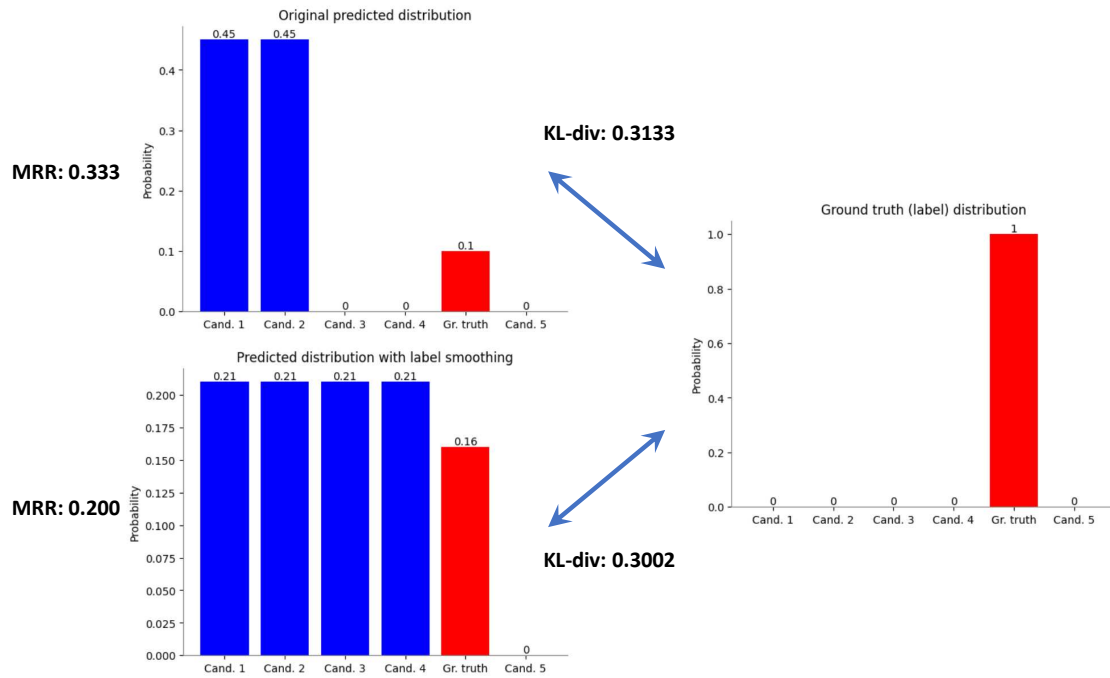 Original predicted distribution
0.45 0.45
0.4
0.3
0.2
0.1
0.0
Probability
0 0 0.1 0
Cand. 1 Cand. 2 Cand. 3 Cand. 4 Gr. truth Cand. 5
MRR: 0.333
KL-div: 0.3133
Predicted distribution with label smoothing
0.21 0.21 0.21 0.21 0.16 0
0.200
0.175
0.150
0.125
0.100
0.075
0.050
0.025
0.000
Probability
Cand. 1 Cand. 2 Cand. 3 Cand. 4 Gr. truth Cand. 5
MRR: 0.200
KL-div: 0.3002
Ground truth (label) distribution
1
1.0
0.8
0.6
0.4
0.2
0.0
Probability
0 0 0 0 0
Cand. 1 Cand. 2 Cand. 3 Cand. 4 Gr. truth Cand. 5